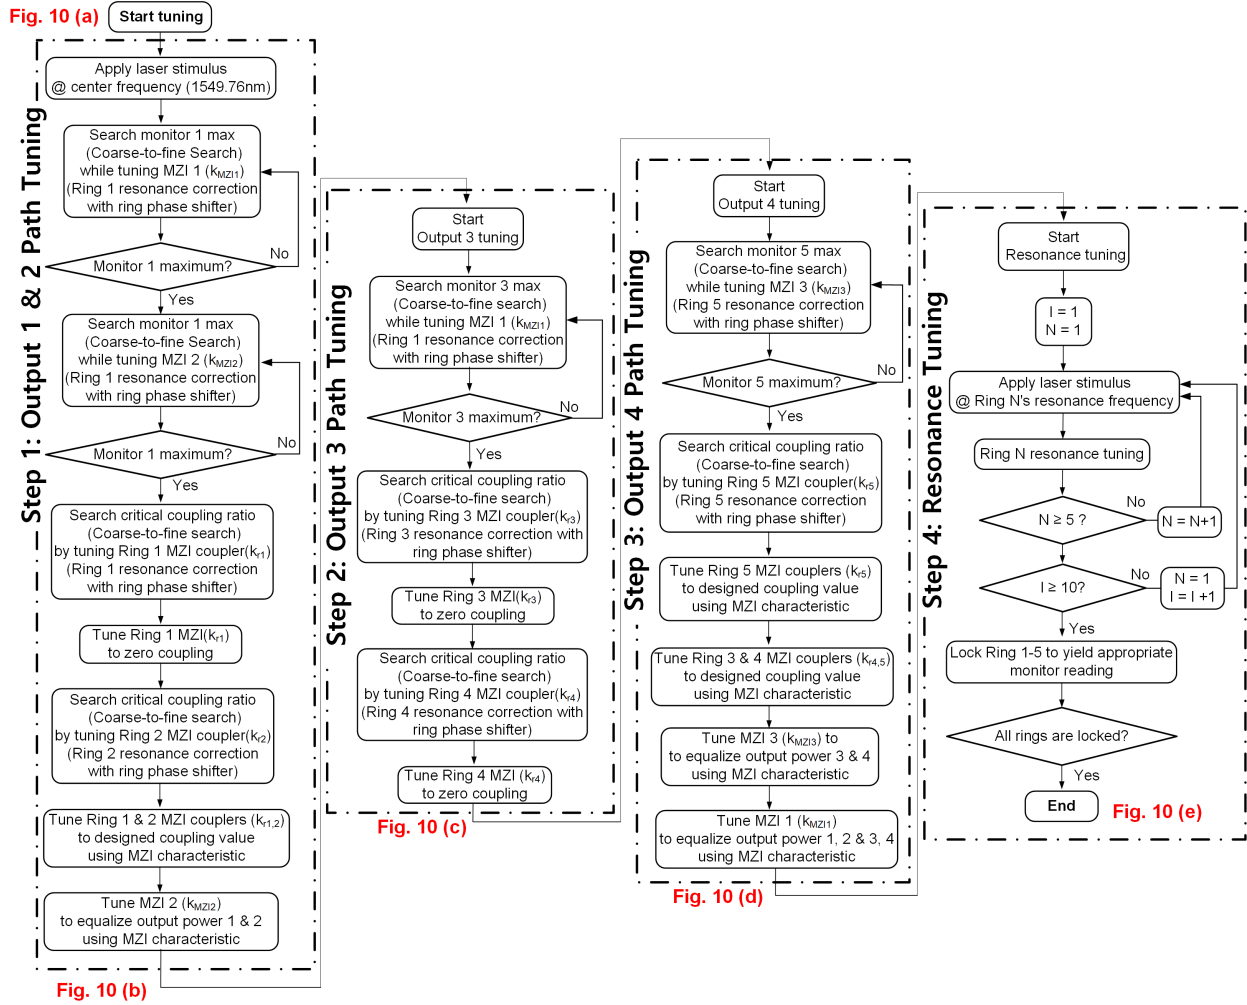 Fig. 10 (a)
Start tuning
Step 1: Output 1 & 2 Path Tuning
Apply laser stimulus
@ center frequency (1549.76nm)
Search monitor 1 max
(Coarse-to-fine Search)
while tuning MZI 1 (kMZI1)
(Ring 1 resonance correction
with ring phase shifter)
Monitor 1 maximum?
No
Yes
Search monitor 1 max
(Coarse-to-fine Search)
while tuning MZI 2 (kMZI2)
(Ring 1 resonance correction
with ring phase shifter)
Monitor 1 maximum?
No
Yes
Search critical coupling ratio
(Coarse-to-fine search)
by tuning Ring 1 MZI coupler(kr1)
(Ring 1 resonance correction
with ring phase shifter)
Tune Ring 1 MZI(kr1)
to zero coupling
Search critical coupling ratio
(Coarse-to-fine search)
by tuning Ring 2 MZI coupler(kr2)
(Ring 2 resonance correction
with ring phase shifter)
Tune Ring 1 & 2 MZI couplers (kr1,2)
to designed coupling value
using MZI characteristic
Tune MZI 2 (kMZI2)
to equalize output power 1 & 2
using MZI characteristic
Fig. 10 (b)
Step 2: Output 3 Path Tuning
Start
Output 3 tuning
Search monitor 3 max
(Coarse-to-fine search)
while tuning MZI 1 (kMZI1)
(Ring 1 resonance correction
with ring phase shifter)
Monitor 3 maximum?
No
Yes
Search critical coupling ratio
(Coarse-to-fine search)
by tuning Ring 3 MZI coupler(kr3)
(Ring 3 resonance correction with
ring phase shifter)
Tune Ring 3 MZI(kr3)
to zero coupling
Search critical coupling ratio
(Coarse-to-fine search)
by tuning Ring 4 MZI coupler(kr4)
(Ring 4 resonance correction with
ring phase shifter)
Tune Ring 4 MZI (kr4)
to zero coupling
Fig. 10 (c)
Step 3: Output 4 Path Tuning
Start
Output 4 tuning
Search monitor 5 max
(Coarse-to-fine search)
while tuning MZI 3 (kMZI3)
(Ring 5 resonance correction
with ring phase shifter)
Monitor 5 maximum?
No
Yes
Search critical coupling ratio
(Coarse-to-fine search)
by tuning Ring 5 MZI coupler(kr5)
(Ring 5 resonance correction
with ring phase shifter)
Tune Ring 5 MZI couplers (kr5)
to designed coupling value
using MZI characteristic
Tune Ring 3 & 4 MZI couplers (kr4,5)
to designed coupling value
using MZI characteristic
Tune MZI 3 (kMZI3) to
to equalize output power 3 & 4
using MZI characteristic
Tune MZI 1 (kMZI1)
to equalize output power 1, 2 & 3, 4
using MZI characteristic
Fig. 10 (d)
Step 4: Resonance Tuning
Start
Resonance tuning
I = 1
N = 1
Apply laser stimulus
@ Ring N's resonance frequency
Ring N resonance tuning
N ≥ 5 ?
No
N = N+1
I ≥ 10?
No
N = 1
I = I +1
Yes
Lock Ring 1-5 to yield appropriate
monitor reading
All rings are locked?
Yes
End
Fig. 10 (e)